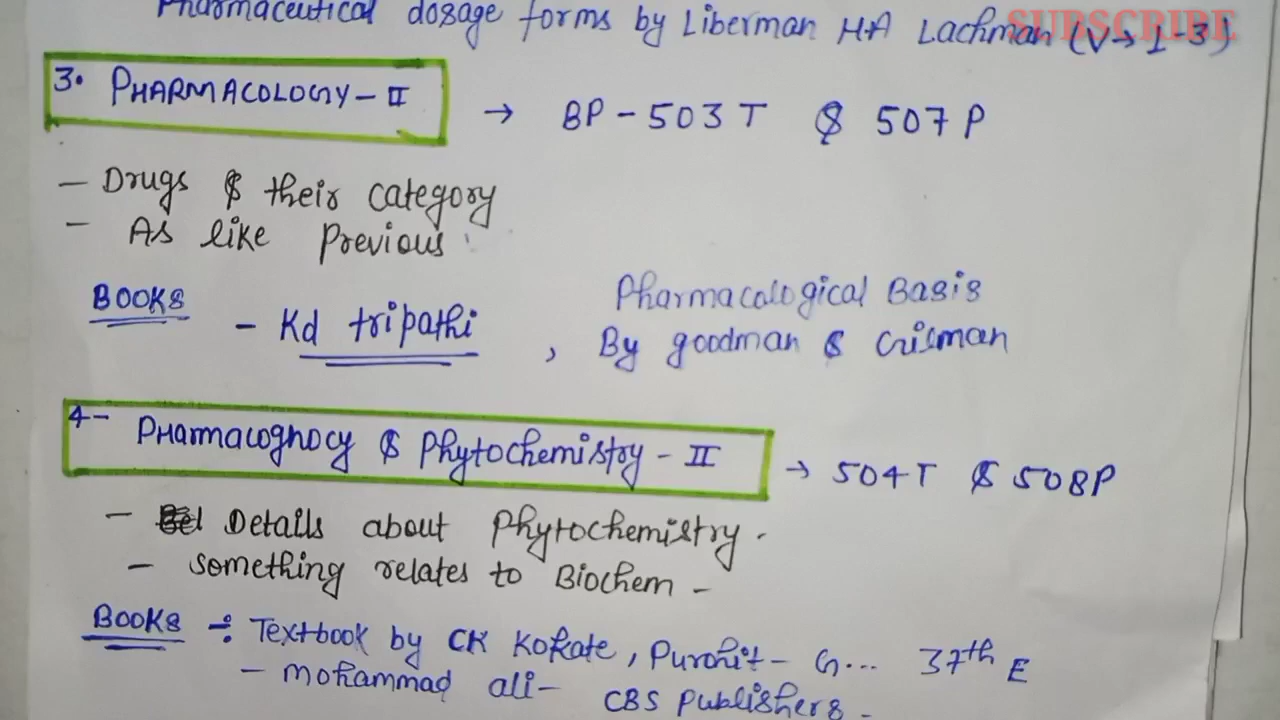 Pharmaceutical dosage forms by Liberman HA Lachman (V→ 1-3)
SUBSCRIBE
3. PHARMACOLOGY - II → BP - 503 T & 507 P
- Drugs & their category
- As like Previous
BOOKS - Kd tripathi , Pharmacological Basis
By goodman &
4- Pharmacognocy & Phytochemistry - II → 504T & 508P
- Details about Phytochemistry.
- something relates to Biochem -
BOOKS ÷ Textbook by CK Kokate, Purohit - G... 37th E
- mohammad ali - CBS Publishers -